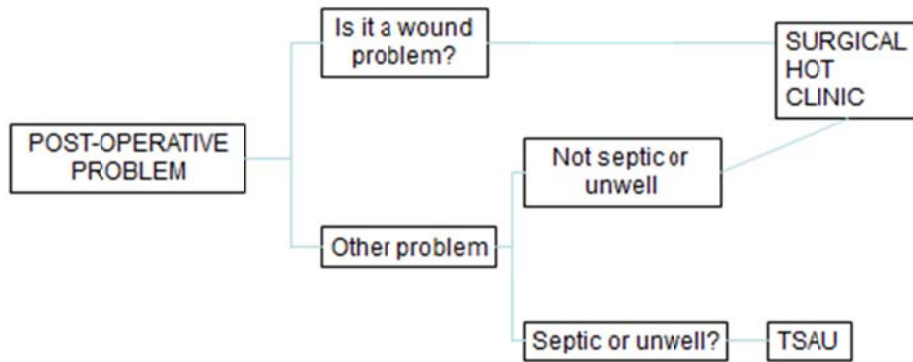 Is it a wound
problem?
SURGICAL
HOT
CLINIC
POST-OPERATIVE
PROBLEM
Not septic or
unwell
Other problem
Septic or unwell?
TSAU